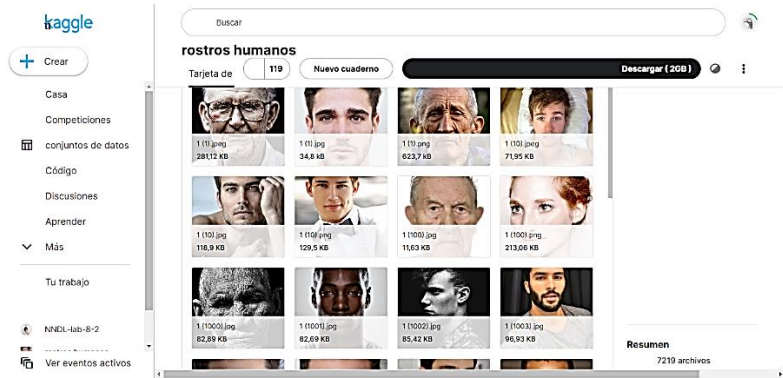 kaggle
Buscar
rostros humanos
Crear
Tarjeta de
119
Nuevo cuaderno
Descargar ( 2GB )
Casa
Competiciones
conjuntos de datos
Código
Discusiones
Aprender
Más
Tu trabajo
NNDL-lab-8-2
Ver eventos activos
1 (1).jpeg
281,12 KB
1 (1).jpg
34,8 kB
1 (1).png
623,7 kB
1 (10).jpeg
71,95 KB
1 (10).jpg
118,9 KB
1 (10).png
129,5 KB
1 (100).jpg
11,63 KB
1 (100).png
213,06 KB
1 (1000).jpg
82,89 KB
1 (1001).jpg
82,69 KB
1 (1002).jpg
85,42 KB
1 (1003).jpg
96,93 KB
Resumen
7219 archivos